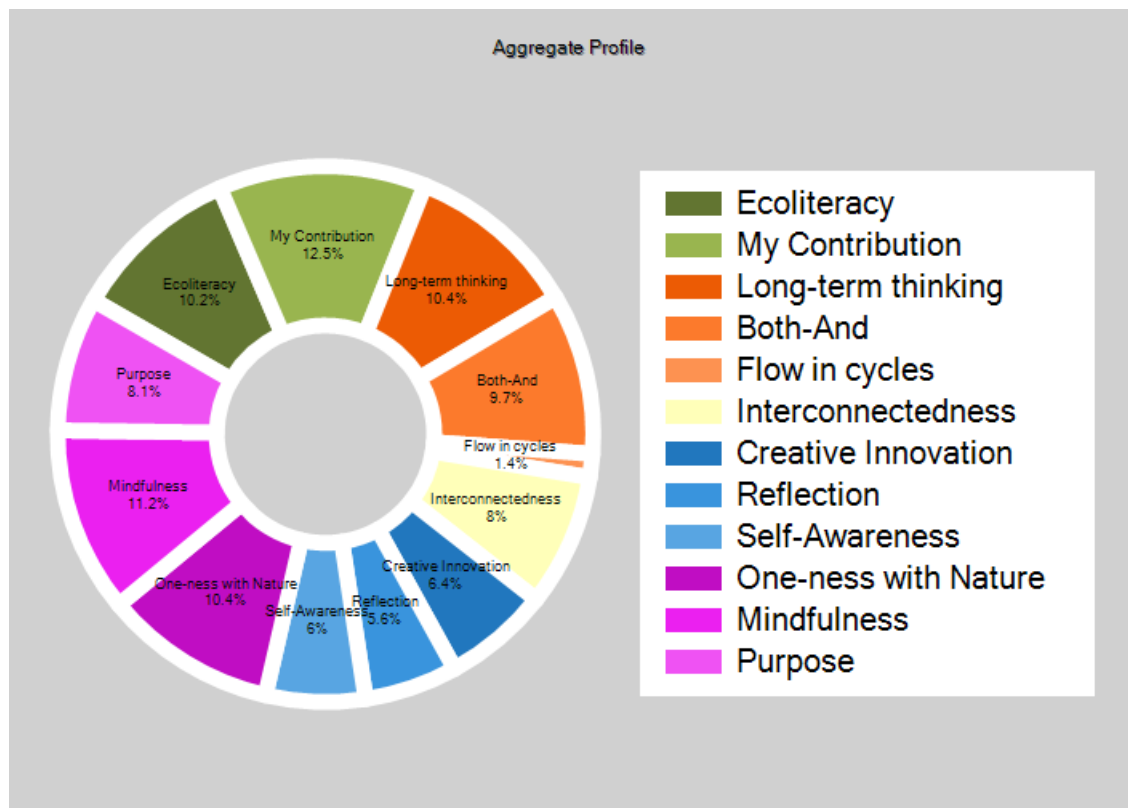 Aggregate Profile
My Contribution
12.5%
Long-term thinking
10.4%
Both-And
9.7%
Flow in cycles
1.4%
Interconnectedness
8%
Creative Innovation
6.4%
Reflection
5.6%
Self-Awareness
6%
One-ness with Nature
10.4%
Mindfulness
11.2%
Purpose
8.1%
Ecoliteracy
10.2%
Ecoliteracy
My Contribution
Long-term thinking
Both-And
Flow in cycles
Interconnectedness
Creative Innovation
Reflection
Self-Awareness
One-ness with Nature
Mindfulness
Purpose